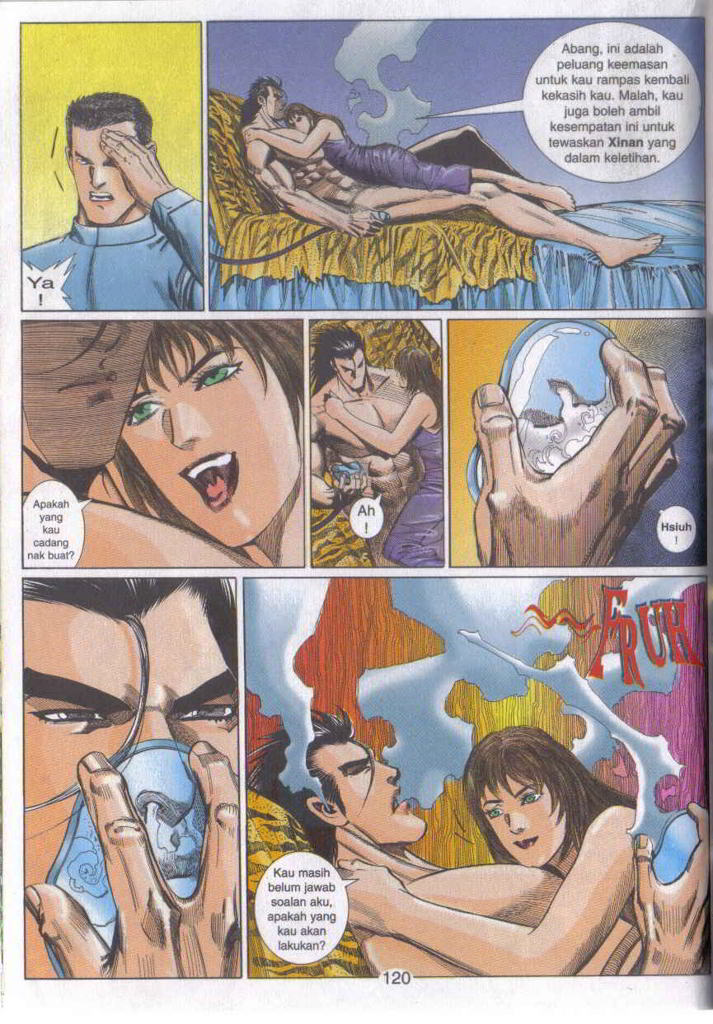 Ya
!
Abang, ini adalah
peluang keemasan
untuk kau rampas kembali
kekasih kau. Malah, kau
juga boleh ambil
kesempatan ini untuk
tewaskan Xinan yang
dalam keletihan.
Apakah
yang
kau
cadang
nak buat?
Ah
!
Hsiuh
!
FRUH
Kau masih
belum jawab
soalan aku,
apakah yang
kau akan
lakukan?
120